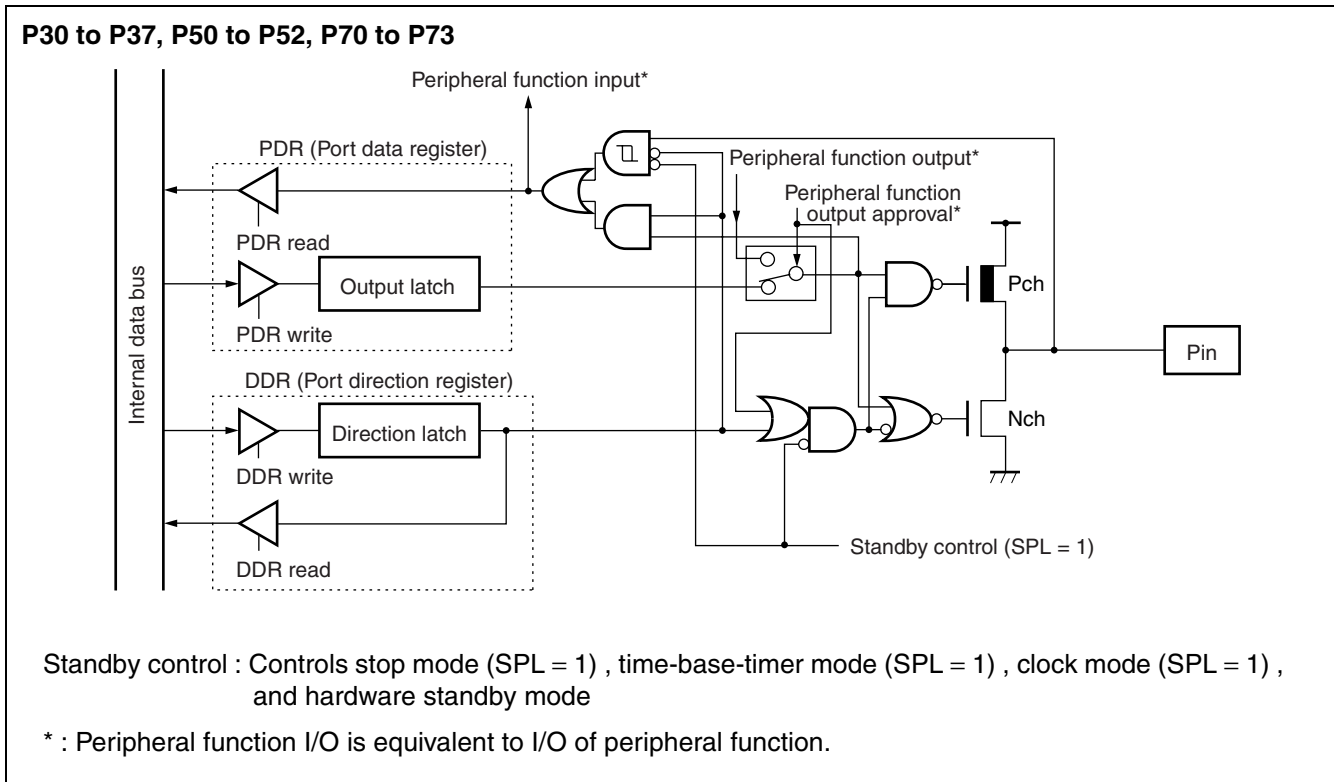 P30 to P37, P50 to P52, P70 to P73
Peripheral function input*
PDR (Port data register)
Peripheral function output*
Peripheral function
output approval*
PDR read
Output latch
PDR write
Pch
Pin
Internal data bus
DDR (Port direction register)
Direction latch
Nch
DDR write
Standby control (SPL = 1)
DDR read
Standby control : Controls stop mode (SPL = 1) , time-base-timer mode (SPL = 1) , clock mode (SPL = 1) ,
and hardware standby mode
* : Peripheral function I/O is equivalent to I/O of peripheral function.